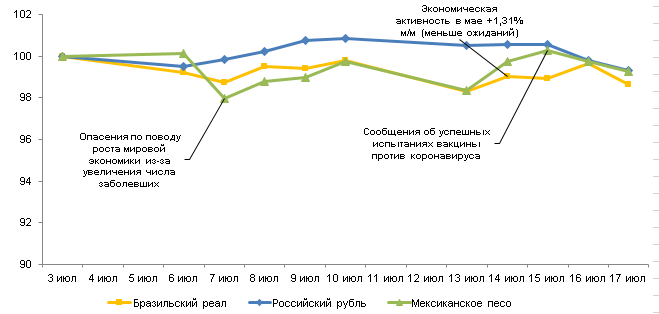 Экономическая
активность в мае +1,31%
м/м (меньше ожиданий)
102
100
98
96
94
92
90
Опасения по поводу
роста мировой
экономики из-за
увеличения числа
заболевших
Сообщения об успешных
испытаниях вакцины
против коронавируса
3 июл 4 июл 5 июл 6 июл 7 июл 8 июл 9 июл 10 июл 11 июл 12 июл 13 июл 14 июл 15 июл 16 июл 17 июл
Бразильский реал Российский рубль Мексиканское песо